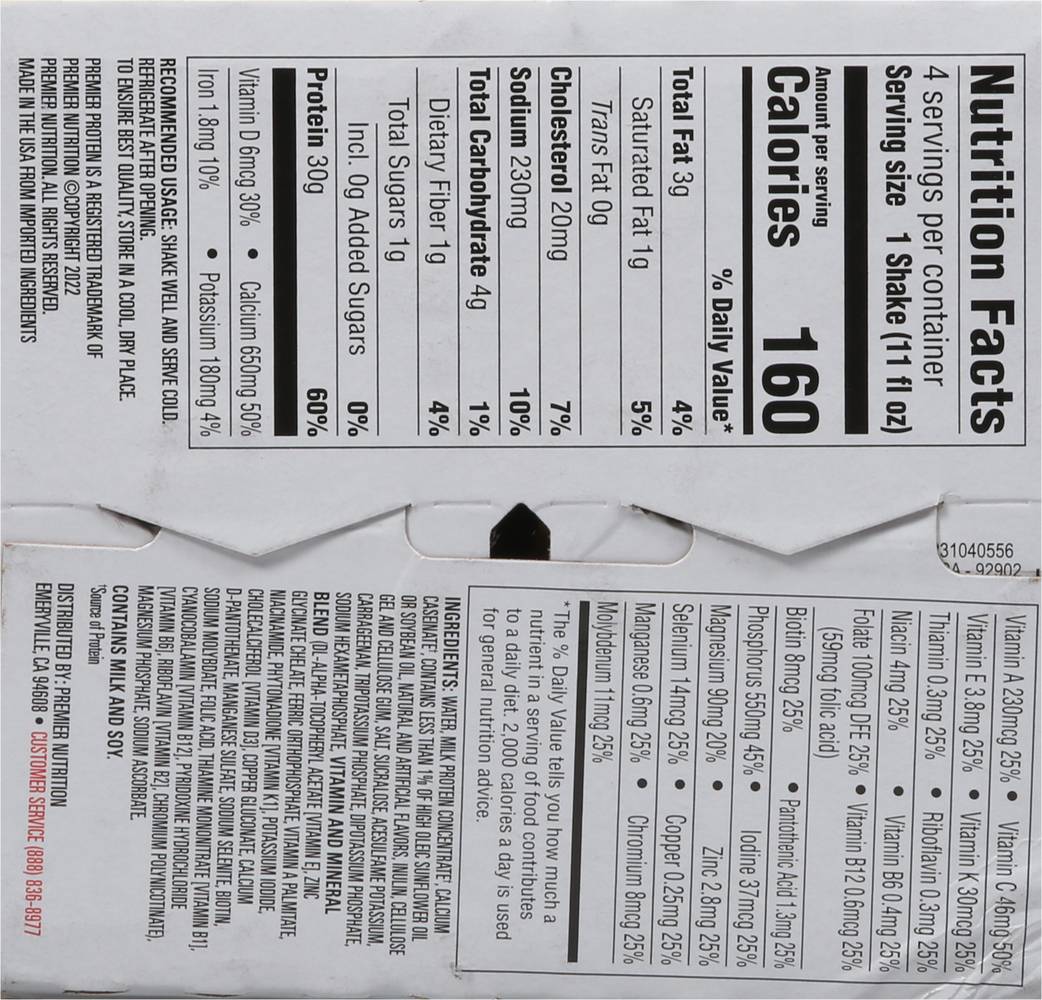 Nutrition Facts
4 servings per container
Serving size 1 Shake (11 fl oz)
Amount per serving
Calories 160
% Daily Value*
Total Fat 3g 4%
Saturated Fat 1g 5%
Trans Fat 0g
Cholesterol 20mg 7%
Sodium 230mg 10%
Total Carbohydrate 4g 1%
Dietary Fiber 1g 4%
Total Sugars 1g
Incl. 0g Added Sugars 0%
Protein 30g 60%
Vitamin D 6mcg 30% • Calcium 650mg 50%
Iron 1.8mg 10% • Potassium 180mg 4%
RECOMMENDED USAGE: SHAKE WELL AND SERVE COLD.
REFRIGERATE AFTER OPENING.
TO ENSURE BEST QUALITY, STORE IN A COOL, DRY PLACE.
PREMIER PROTEIN IS A REGISTERED TRADEMARK OF
PREMIER NUTRITION ©COPYRIGHT 2022
PREMIER NUTRITION. ALL RIGHTS RESERVED.
MADE IN THE USA FROM IMPORTED INGREDIENTS
31040556
A - 92902
Vitamin A 230mcg 25% • Vitamin C 46mg 50%
Vitamin E 3.8mg 25% • Vitamin K 30mcg 25%
Thiamin 0.3mg 25% • Riboflavin 0.3mg 25%
Niacin 4mg 25% • Vitamin B6 0.4mg 25%
Folate 100mcg DFE 25% • Vitamin B12 0.6mcg 25%
(59mcg folic acid)
Biotin 8mcg 25% • Pantothenic Acid 1.3mg 25%
Phosphorus 550mg 45% • Iodine 37mcg 25%
Magnesium 90mg 20% • Zinc 2.8mg 25%
Selenium 14mcg 25% • Copper 0.25mg 25%
Manganese 0.6mg 25% • Chromium 8mcg 25%
Molybdenum 11mcg 25%
*The % Daily Value tells you how much a
nutrient in a serving of food contributes
to a daily diet. 2,000 calories a day is used
for general nutrition advice.
INGREDIENTS: WATER, MILK PROTEIN CONCENTRATE†, CALCIUM
CASEINATE†, CONTAINS LESS THAN 1% OF HIGH OLEIC SUNFLOWER OIL
OR SOYBEAN OIL, NATURAL AND ARTIFICIAL FLAVORS, INULIN, CELLULOSE
GEL AND CELLULOSE GUM, SALT, SUCRALOSE, ACESULFAME POTASSIUM,
CARRAGEENAN, TRIPOTASSIUM PHOSPHATE, DIPOTASSIUM PHOSPHATE,
SODIUM HEXAMETAPHOSPHATE, VITAMIN AND MINERAL
BLEND (DL-ALPHA-TOCOPHERYL ACETATE [VITAMIN E], ZINC
GLYCINATE CHELATE, FERRIC ORTHOPHOSPHATE, VITAMIN A PALMITATE,
NIACINAMIDE, PHYTONADIONE [VITAMIN K1], POTASSIUM IODIDE,
CHOLECALCIFEROL [VITAMIN D3], COPPER GLUCONATE, CALCIUM
D-PANTOTHENATE, MANGANESE SULFATE, SODIUM SELENITE, BIOTIN,
SODIUM MOLYBDATE, FOLIC ACID, THIAMINE MONONITRATE [VITAMIN B1],
CYANOCOBALAMIN [VITAMIN B12], PYRIDOXINE HYDROCHLORIDE
[VITAMIN B6], RIBOFLAVIN [VITAMIN B2], CHROMIUM POLYNICOTINATE),
MAGNESIUM PHOSPHATE, SODIUM ASCORBATE.
CONTAINS MILK AND SOY.
†Source of Protein
DISTRIBUTED BY: PREMIER NUTRITION
EMERYVILLE, CA 94608 • CUSTOMER SERVICE (888) 836-8977